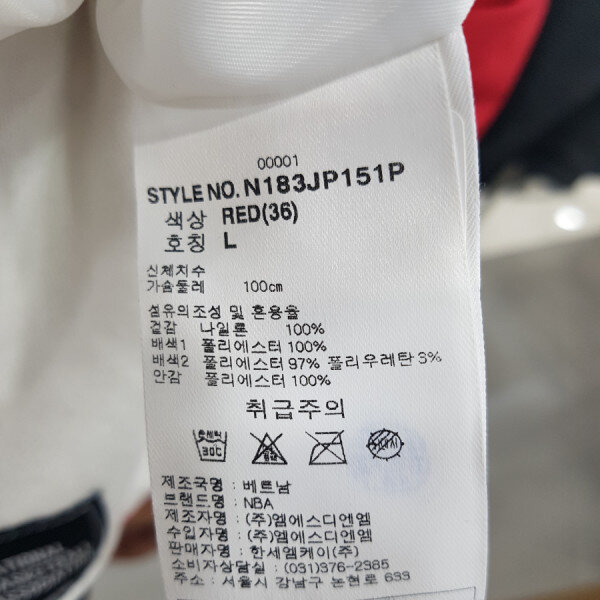 00001
STYLE NO. N183JP151P
색상 RED(36)
호칭 L
신체치수
가슴둘레 100cm
섬유의조성 및 혼용율
겉감 나일론 100%
배색1 폴리에스터 100%
배색2 폴리에스터 97% 폴리우레탄 3%
안감 폴리에스터 100%
취급주의
30℃
제조국명 : 베트남
브랜드명 : NBA
제조자명 : (주)엘에스디엔엠
수입자명 : (주)엘에스디엔엠
판매자명 : 한세엠케이(주)
소비자상담실 : 031)376-2385
주소 : 서울시 강남구 논현로 633